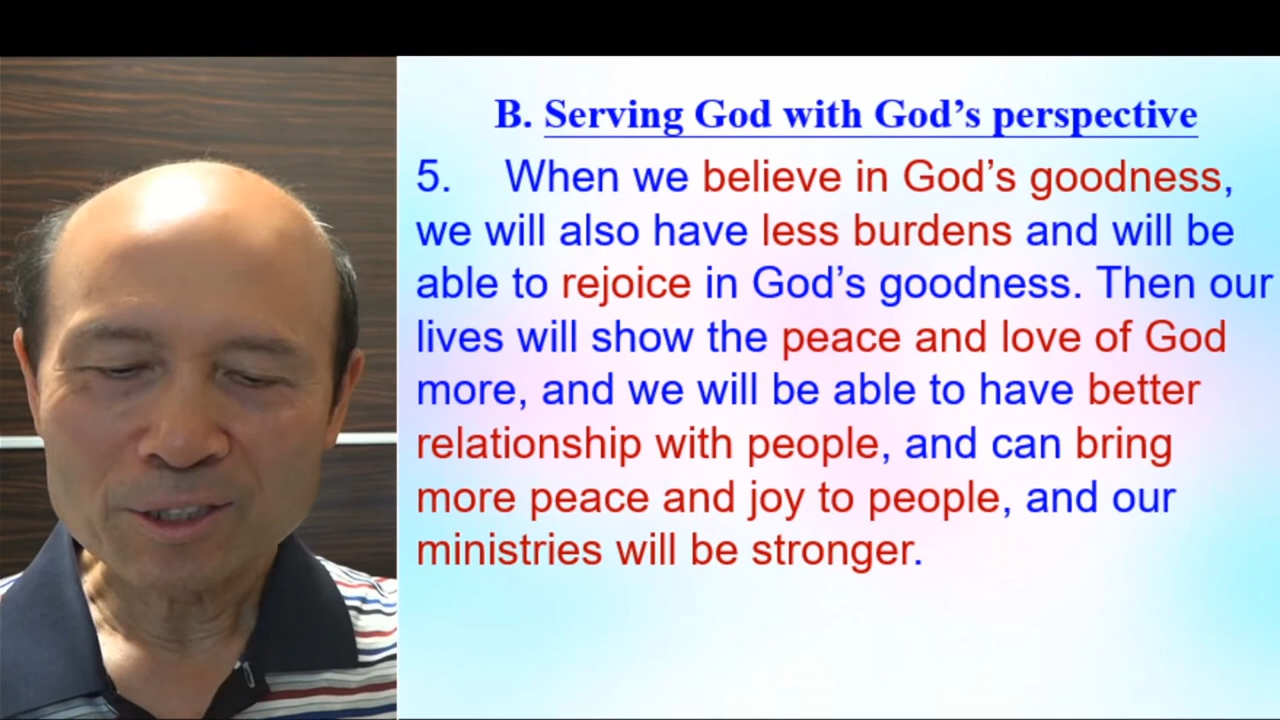 B. Serving God with God’s perspective
5. When we believe in God’s goodness,
we will also have less burdens and will be
able to rejoice in God’s goodness. Then our
lives will show the peace and love of God
more, and we will be able to have better
relationship with people, and can bring
more peace and joy to people, and our
ministries will be stronger.